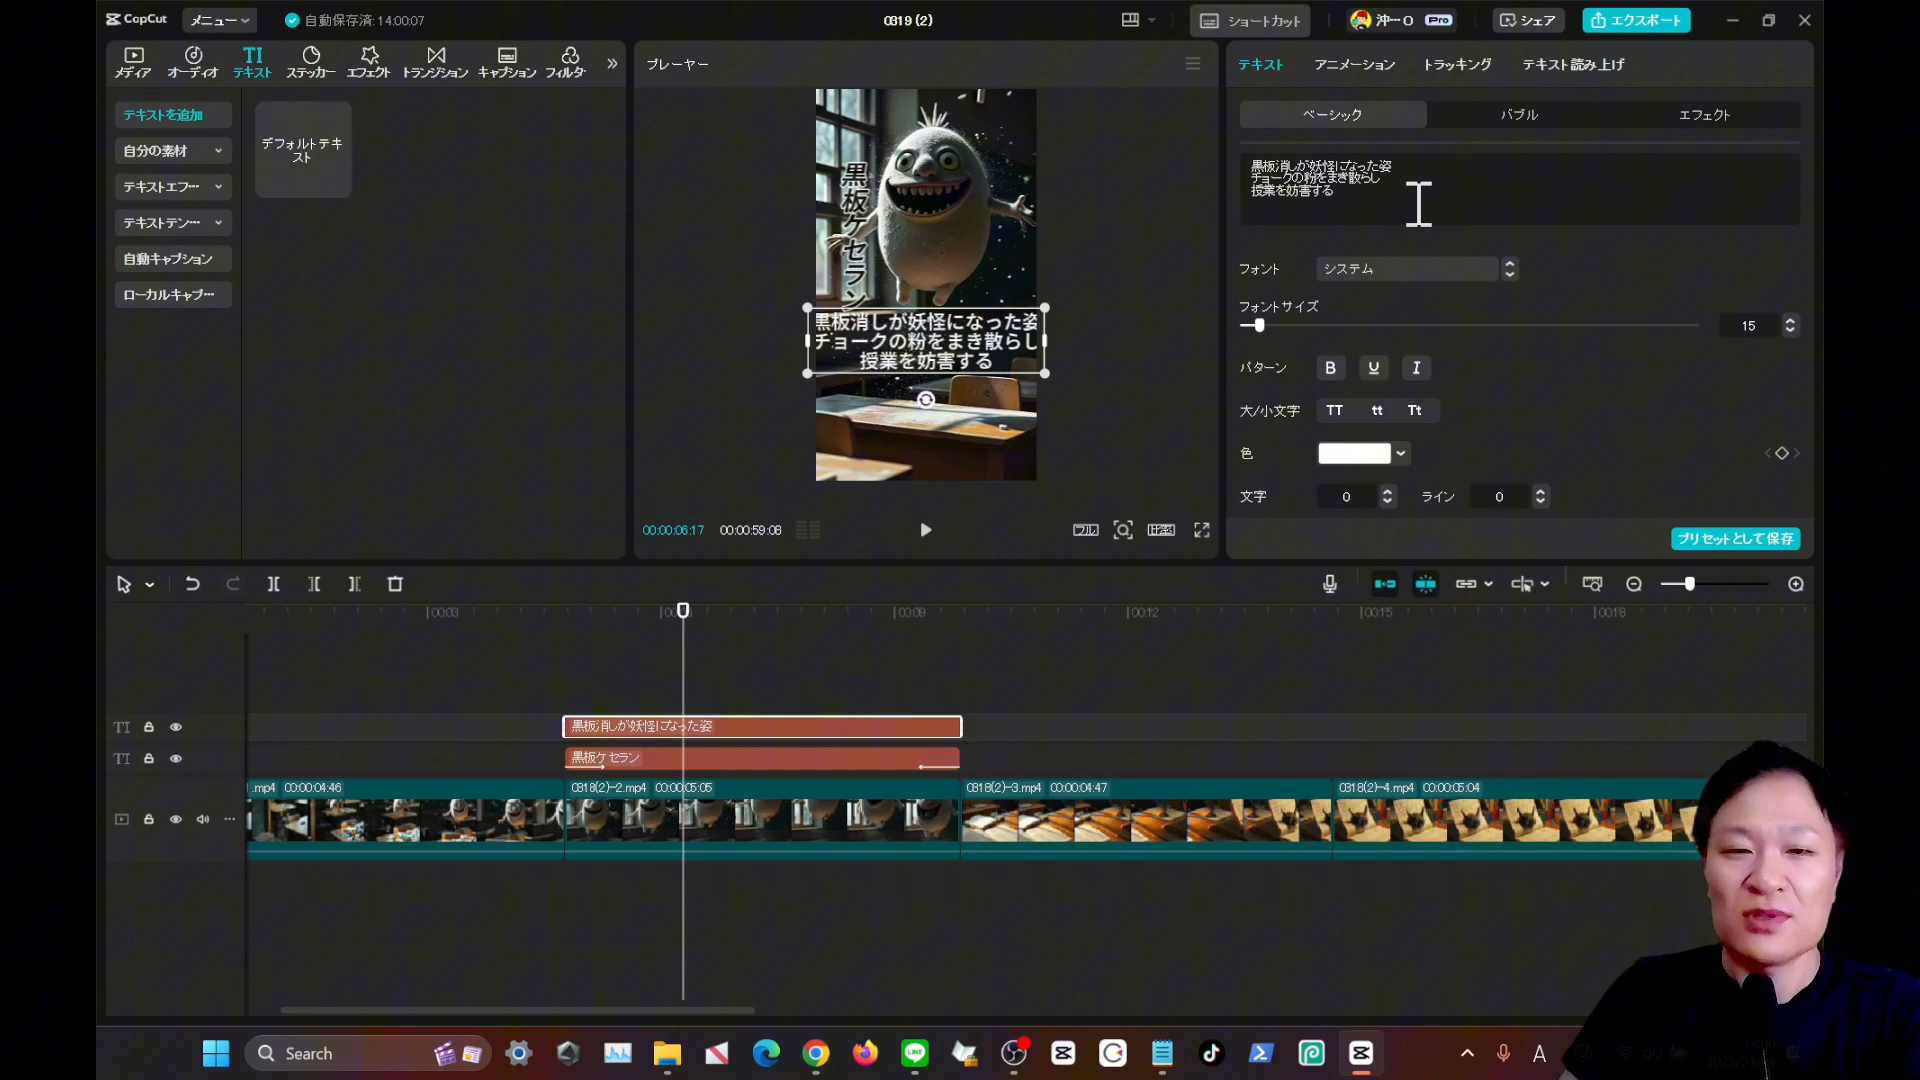 CapCut
メニュー
自動保存済: 14:00:07
0319 (2)
ショートカット
沖…O
Pro
シェア
エクスポート
メディア
オーディオ
テキスト
ステッカー
エフェクト
トランジション
キャプション
フィルタ
テキストを追加
自分の素材
テキストエフ…
テキストテン…
自動キャプション
ローカルキャプ…
デフォルトテキ
スト
プレーヤー
黒板ケセラン
黒板消しが妖怪になった姿
チョークの粉をまき散らし
授業を妨害する
00:00:06:17
00:00:59:08
フル
比率
テキスト
アニメーション
トラッキング
テキスト読み上げ
ベーシック
バブル
エフェクト
黒板消しが妖怪になった姿
チョークの粉をまき散らし
授業を妨害する
フォント
システム
フォントサイズ
15
パターン
B
U
I
大/小文字
TT
tt
Tt
色
文字
0
ライン
0
プリセットとして保存
00:03
00:09
00:12
00:15
00:18
TI
黒板消しが妖怪になった姿
TI
黒板ケセラン
.mp4 00:00:04:46
0318(2)-2.mp4 00:00:05:05
0318(2)-3.mp4 00:00:04:47
0318(2)-4.mp4 00:00:05:04
Search
A